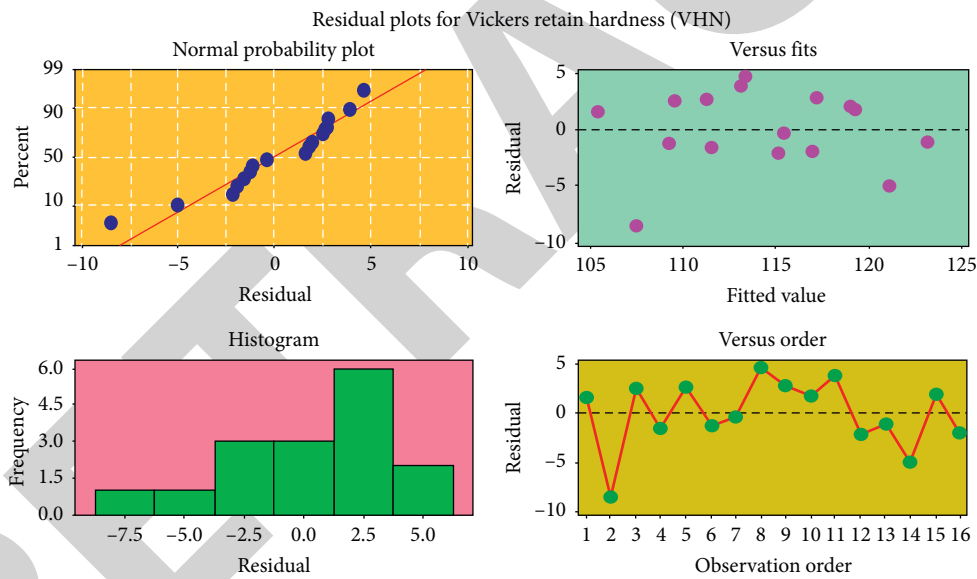 Residual plots for Vickers retain hardness (VHN)
Normal probability plot
99
90
50
10
1
Percent
−10 −5 0 5 10
Residual
Versus fits
5
0
−5
−10
Residual
105 110 115 120 125
Fitted value
Histogram
6.0
4.5
3.0
1.5
0.0
Frequency
−7.5 −5.0 −2.5 0.0 2.5 5.0
Residual
Versus order
5
0
−5
−10
Residual
1 2 3 4 5 6 7 8 9 10 11 12 13 14 15 16
Observation order